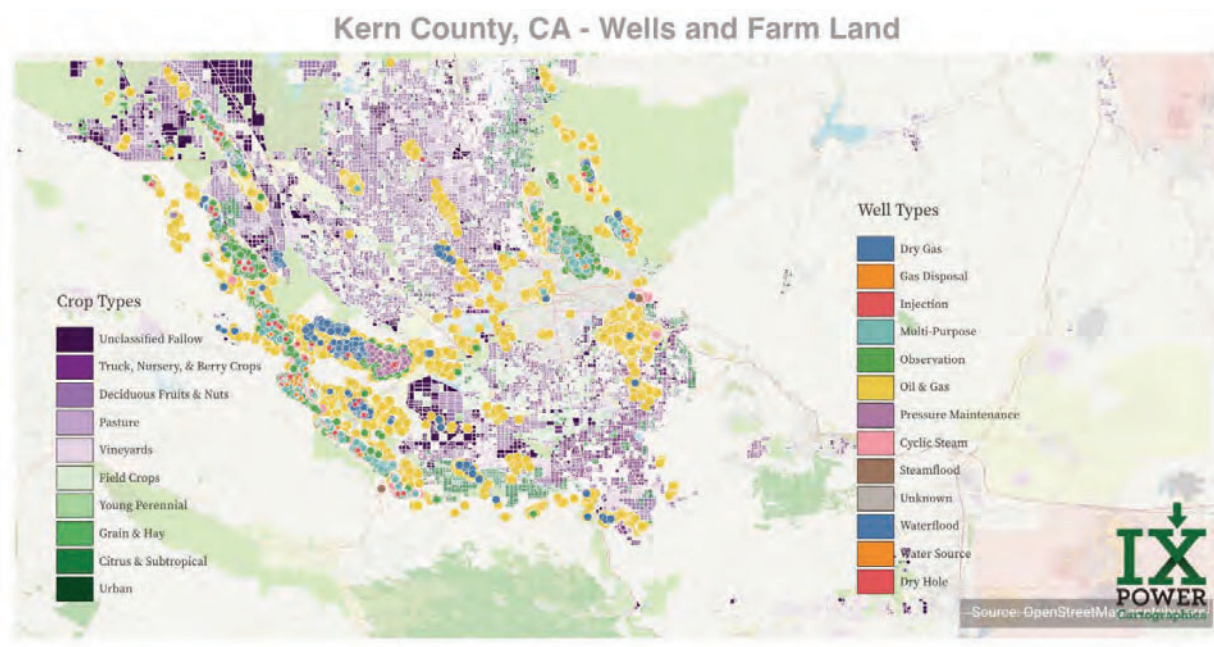 Kern County, CA - Wells and Farm Land
Crop Types
Unclassified Fallow
Truck, Nursery, & Berry Crops
Deciduous Fruits & Nuts
Pasture
Vineyards
Field Crops
Young Perennial
Grain & Hay
Citrus & Subtropical
Urban
Well Types
Dry Gas
Gas Disposal
Injection
Multi-Purpose
Observation
Oil & Gas
Pressure Maintenance
Cyclic Steam
Steamflood
Unknown
Waterflood
Water Source
Dry Hole
IX
POWER
Cartographics
Source: OpenStreetMap contributors